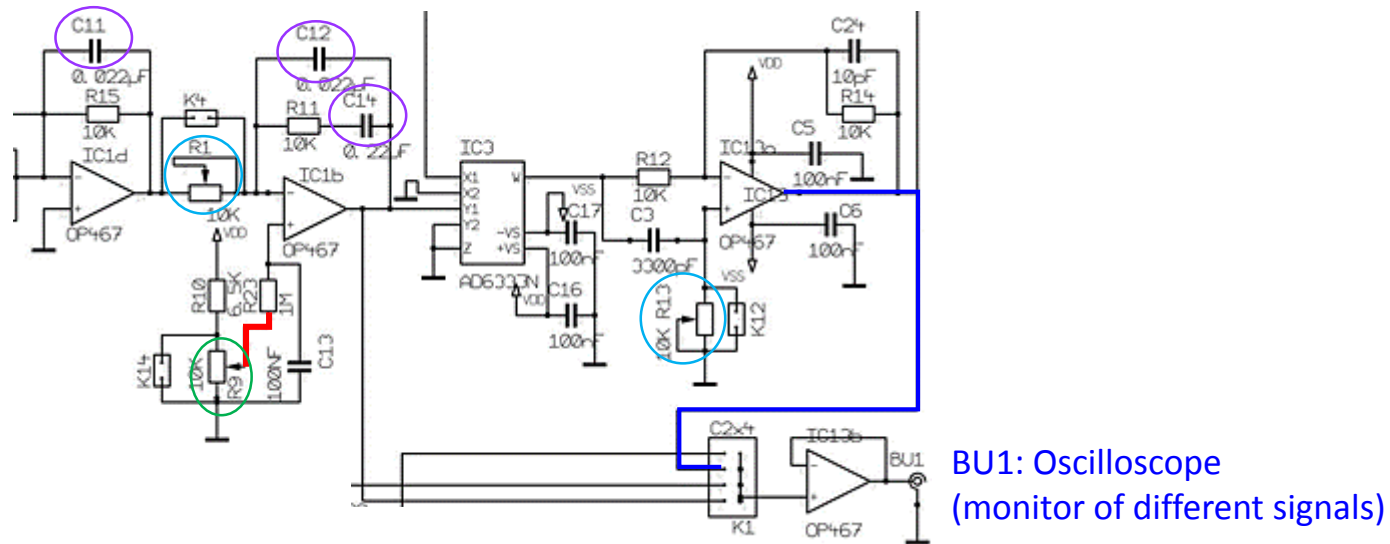 C11
0.022µF
R15
10K
IC1d
-
+
OP467
K4
R1
10K
VDD
R10
6.5K
R23
1M
K14
10K
R9
100NF
C13
C12
0.022µF
R11
10K
C14
0.22µF
IC1b
-
+
OP467
IC3
X1
X2
Y1
Y2
Z
W
-VS
+VS
AD633JN
VSS
C17
100nF
VDD
C16
100nF
R12
10K
C3
3300pF
10K R13
K12
VDD
C24
10pF
R14
10K
C5
100nF
-
+
OP467
VSS
C6
100nF
C2x4
K1
IC13b
-
+
OP467
BU1
BU1: Oscilloscope
(monitor of different signals)